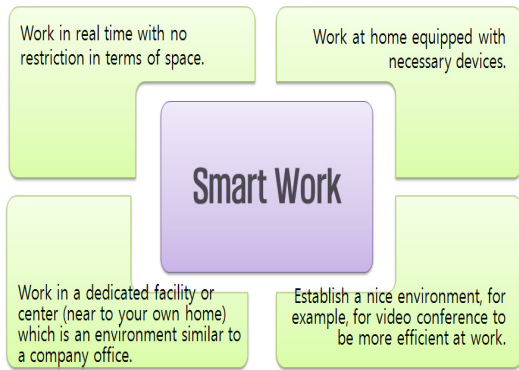 Work in real time with no
restriction in terms of space.
Work at home equipped with
necessary devices.
Smart Work
Work in a dedicated facility or
center (near to your own home)
which is an environment similar to
a company office.
Establish a nice environment, for
example, for video conference to
be more efficient at work.